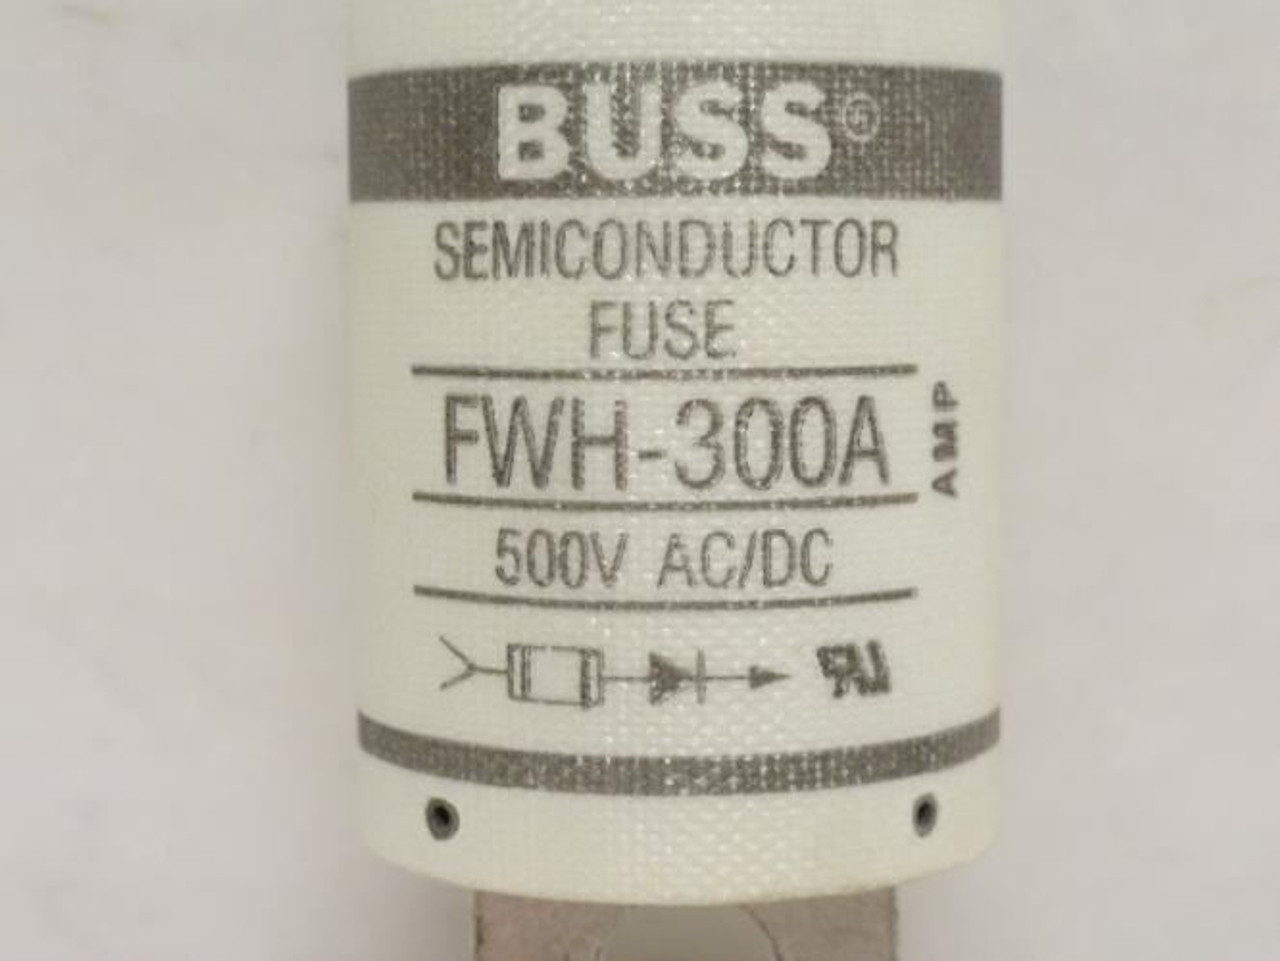 BUSS®
SEMICONDUCTOR
FUSE
FWH-300A
AMP
500V AC/DC